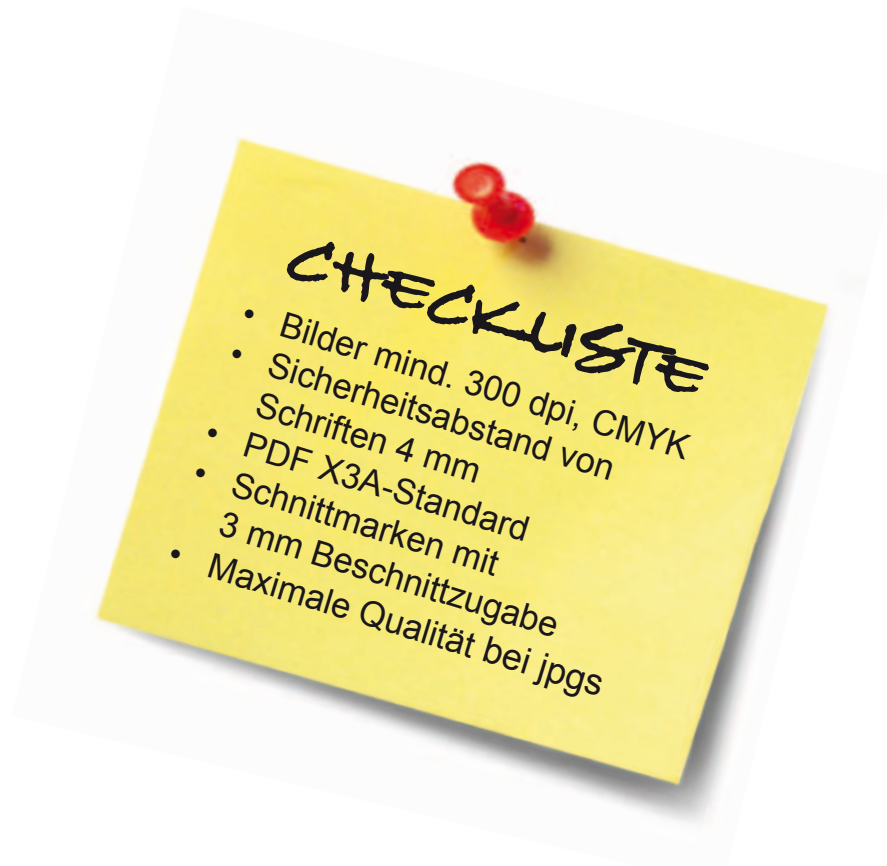 CHECKLISTE
• Bilder mind. 300 dpi, CMYK
• Sicherheitsabstand von
Schriften 4 mm
• PDF X3A-Standard
• Schnittmarken mit
3 mm Beschnittzugabe
• Maximale Qualität bei jpgs